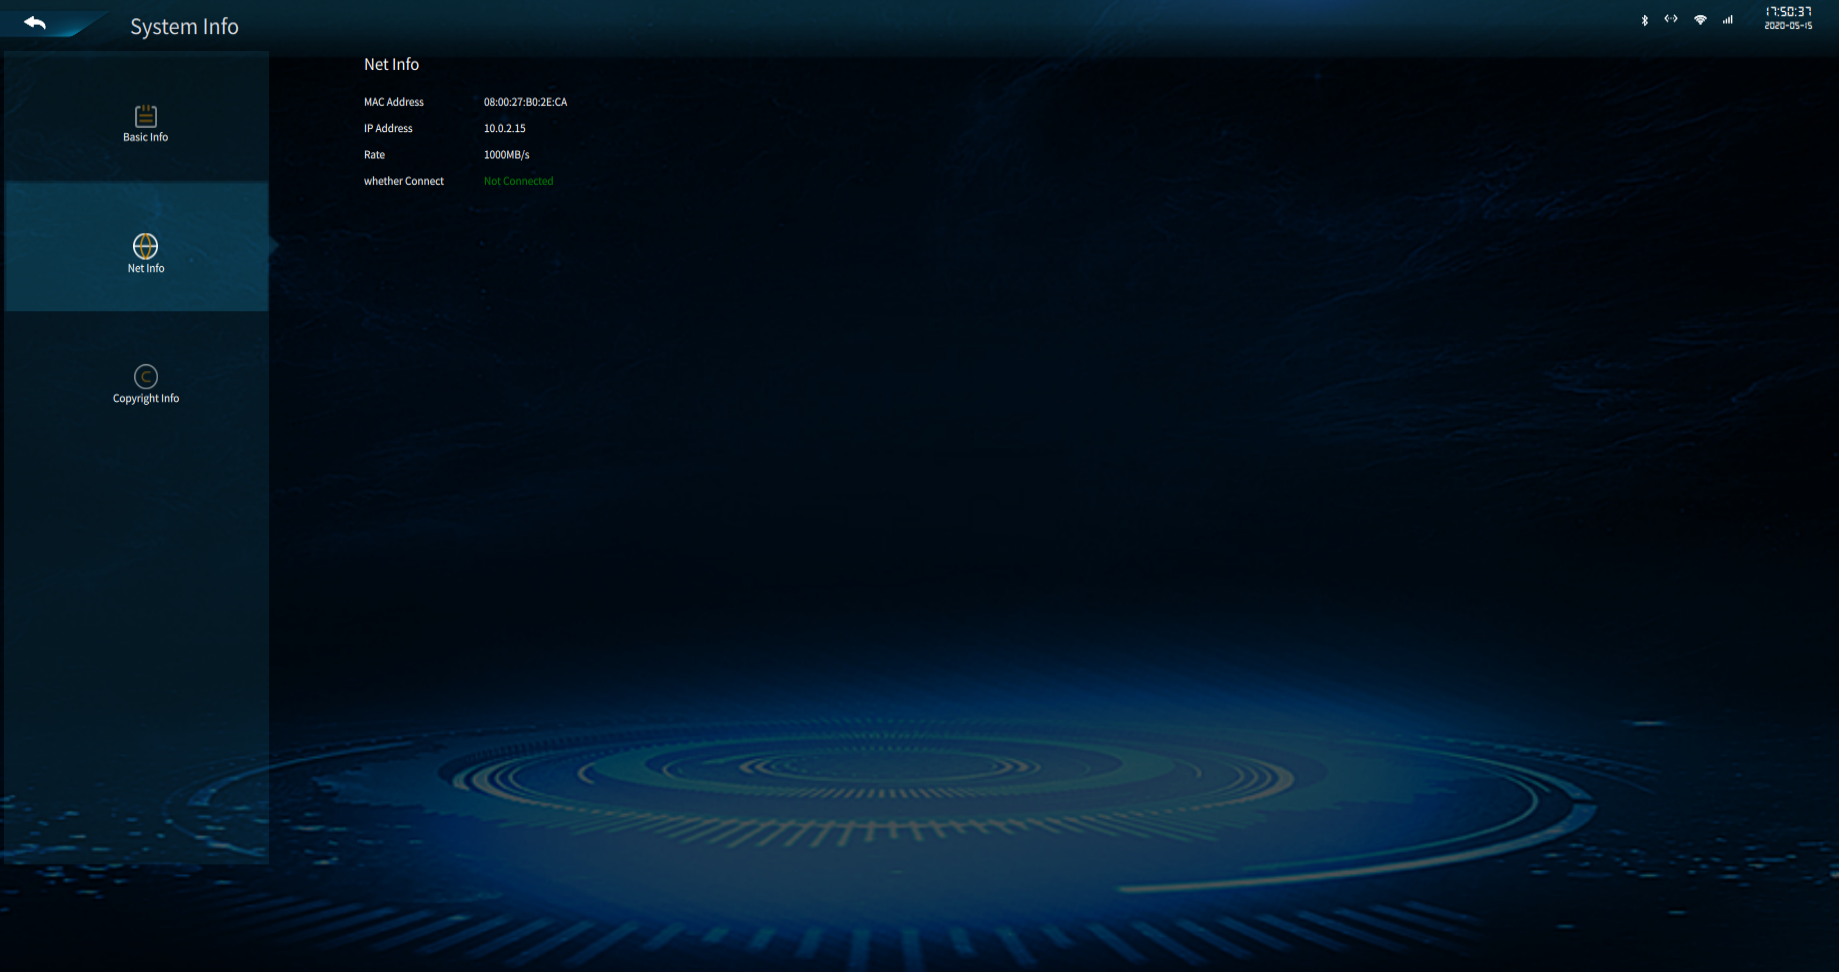 System Info
17:50:37
2020-05-15
Basic Info
Net Info
Copyright Info
Net Info
MAC Address 08:00:27:B0:2E:CA
IP Address 10.0.2.15
Rate 1000MB/s
whether Connect Not Connected